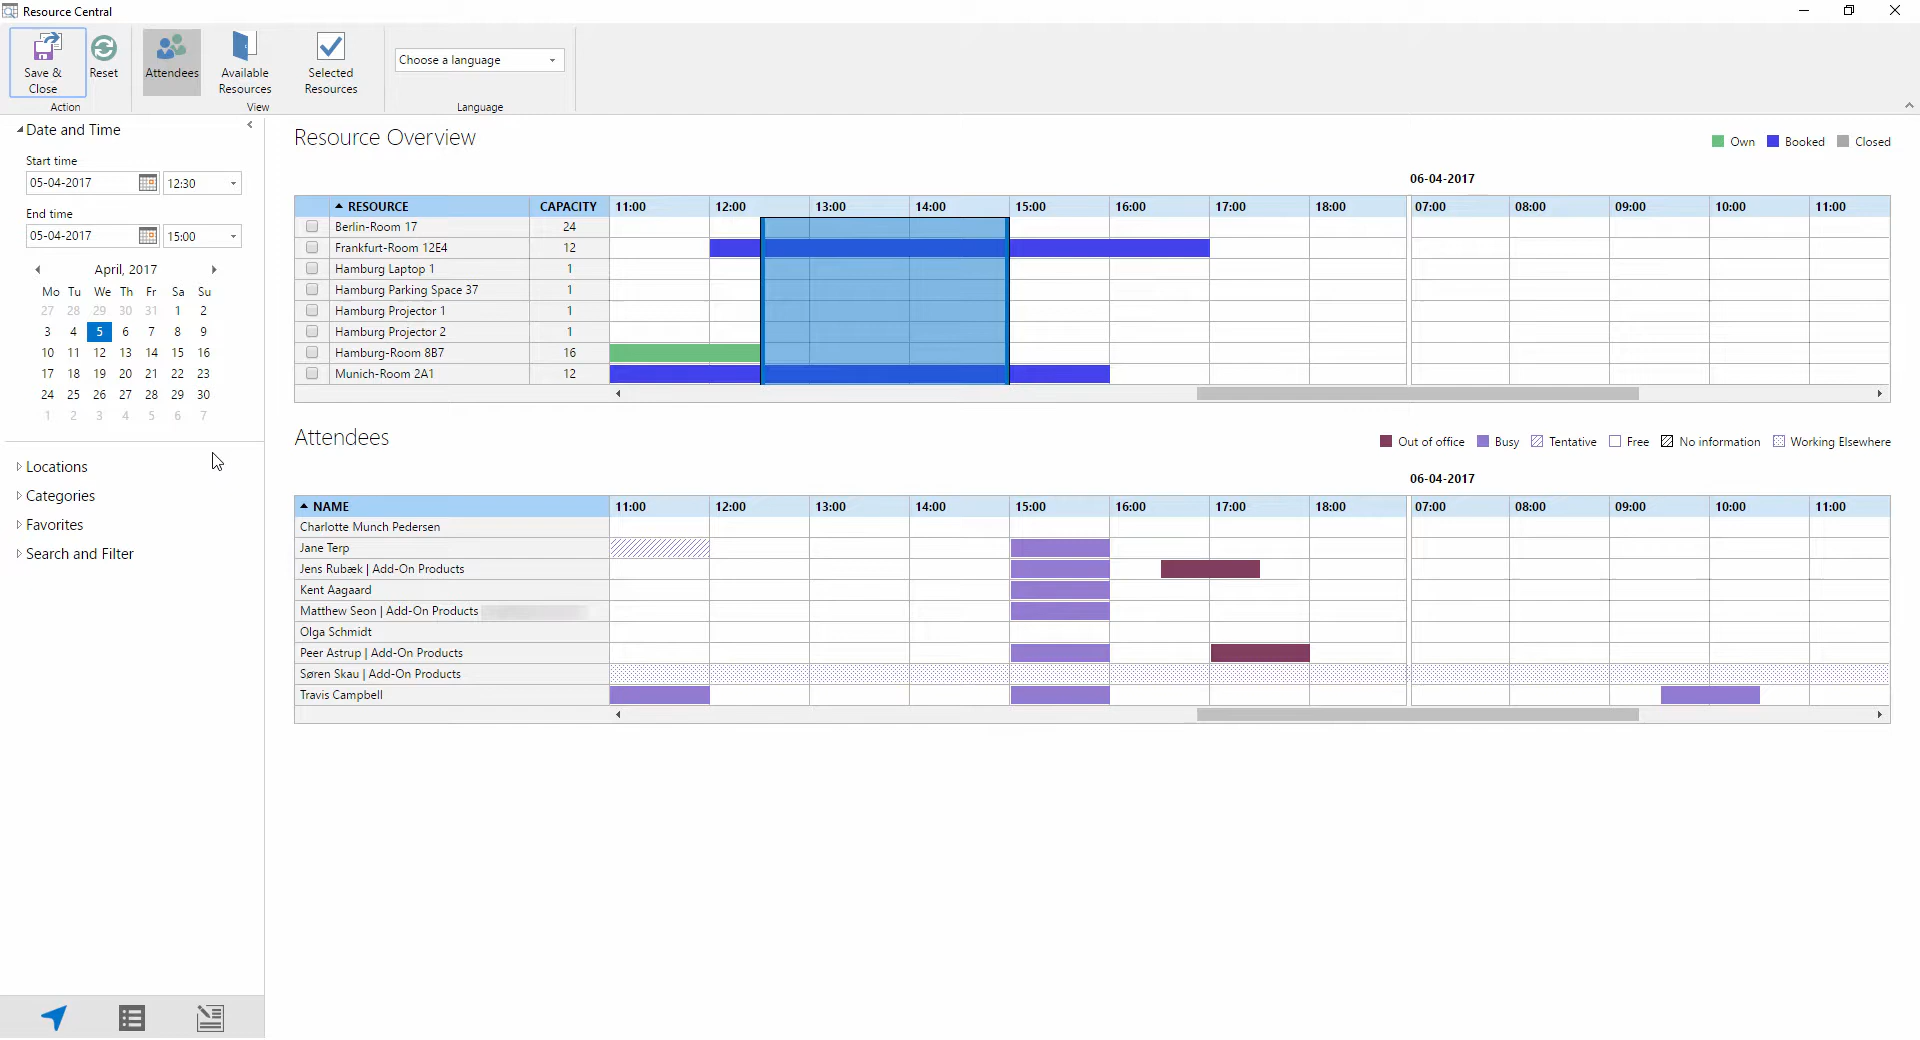 Resource Central
Save & Close
Reset
Attendees
Available Resources
Selected Resources
Choose a language
Action
View
Language
Date and Time
Start time
05-04-2017 12:30
End time
05-04-2017 15:00
April, 2017
Mo Tu We Th Fr Sa Su
27 28 29 30 31 1 2
3 4 5 6 7 8 9
10 11 12 13 14 15 16
17 18 19 20 21 22 23
24 25 26 27 28 29 30
1 2 3 4 5 6 7
Locations
Categories
Favorites
Search and Filter
Resource Overview
Own Booked Closed
06-04-2017
RESOURCE CAPACITY 11:00 12:00 13:00 14:00 15:00 16:00 17:00 18:00 07:00 08:00 09:00 10:00 11:00
Berlin-Room 17 24
Frankfurt-Room 12E4 12
Hamburg Laptop 1 1
Hamburg Parking Space 37 1
Hamburg Projector 1 1
Hamburg Projector 2 1
Hamburg-Room 8B7 16
Munich-Room 2A1 12
Attendees
Out of office Busy Tentative Free No information Working Elsewhere
06-04-2017
NAME 11:00 12:00 13:00 14:00 15:00 16:00 17:00 18:00 07:00 08:00 09:00 10:00 11:00
Charlotte Munch Pedersen
Jane Terp
Jens Rubæk | Add-On Products
Kent Aagaard
Matthew Seon | Add-On Products
Olga Schmidt
Peer Astrup | Add-On Products
Søren Skau | Add-On Products
Travis Campbell